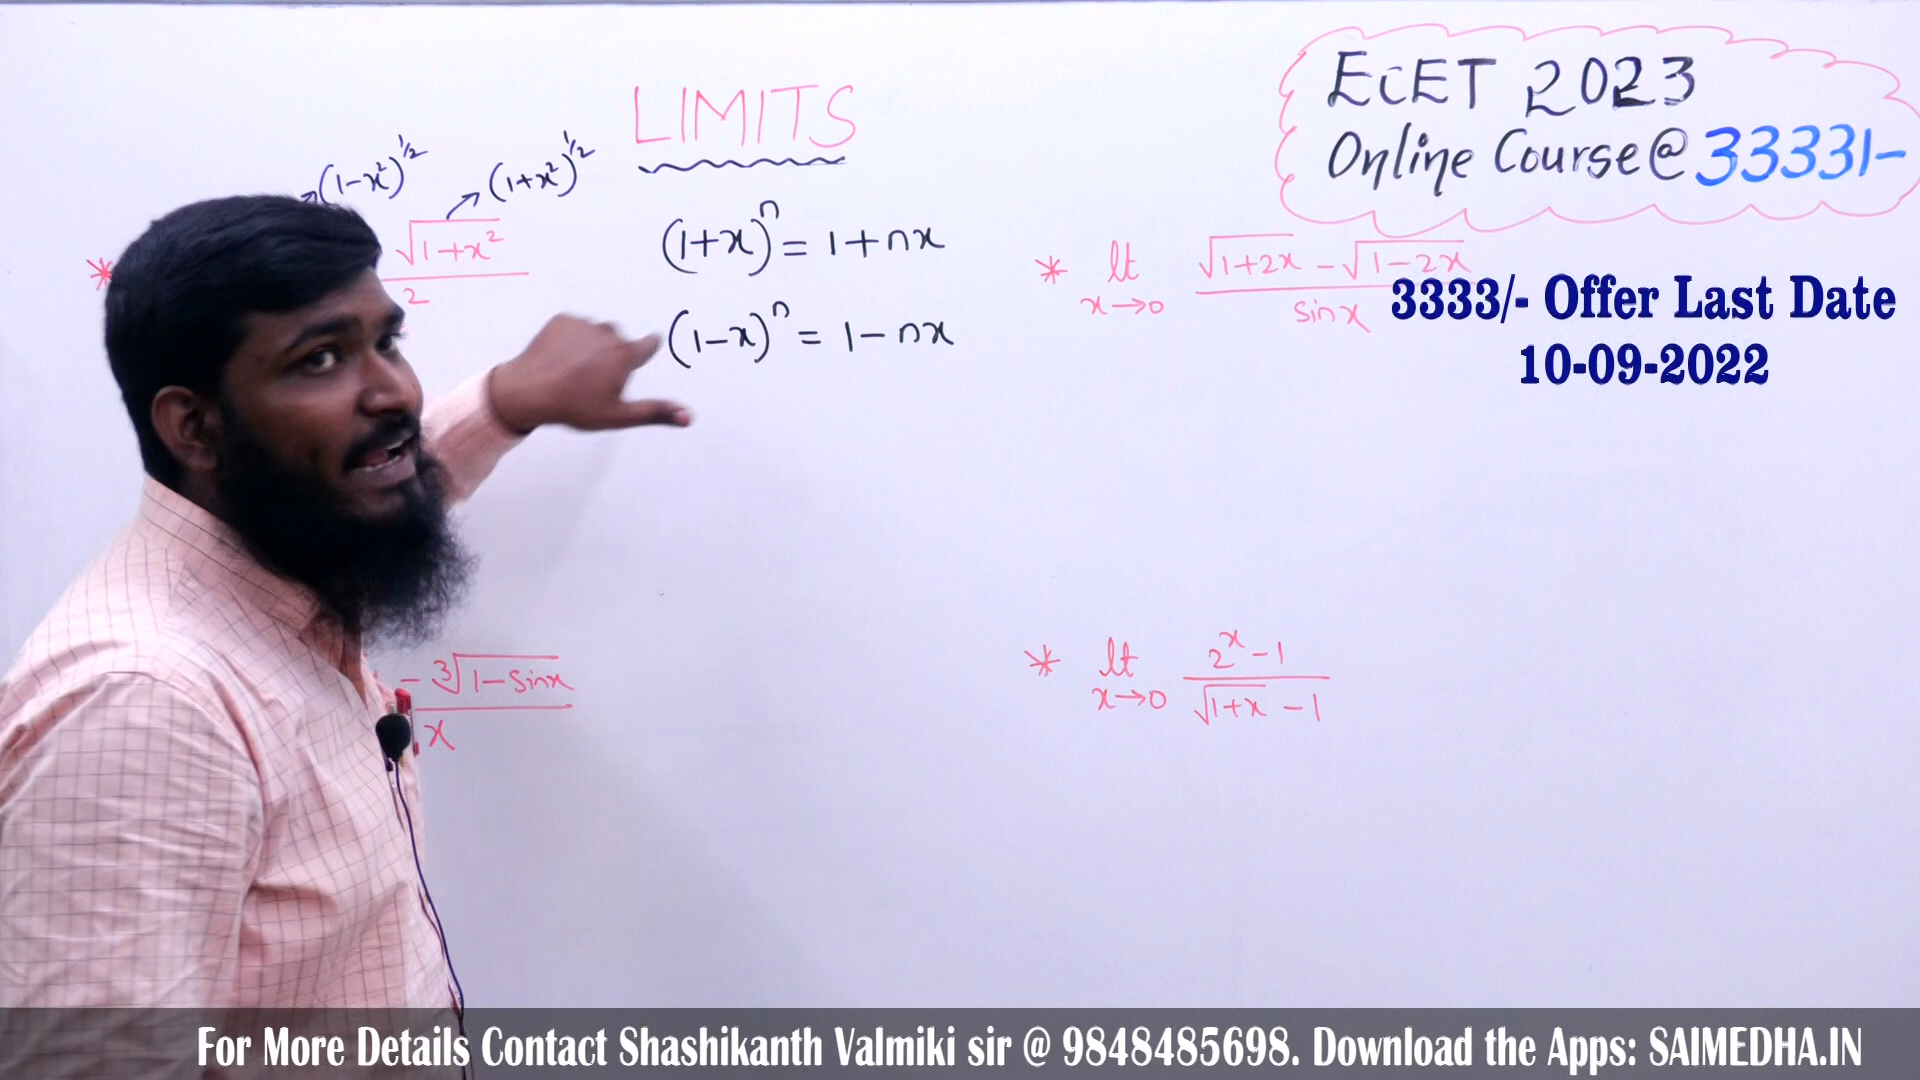 LIMITS
ECET 2023
Online Course @ 3333/-
(1-x²)^½ (1+x²)^½
* √1+x²
2
(1+x)^n = 1+nx
(1-x)^n = 1-nx
* lt x→0 √1+2x - √1-2x / sinx
3333/- Offer Last Date
10-09-2022
- ³√1-sinx
x
* lt x→0 2^x - 1 / √1+x - 1
For More Details Contact Shashikanth Valmiki sir @ 9848485698. Download the Apps: SAIMEDHA.IN